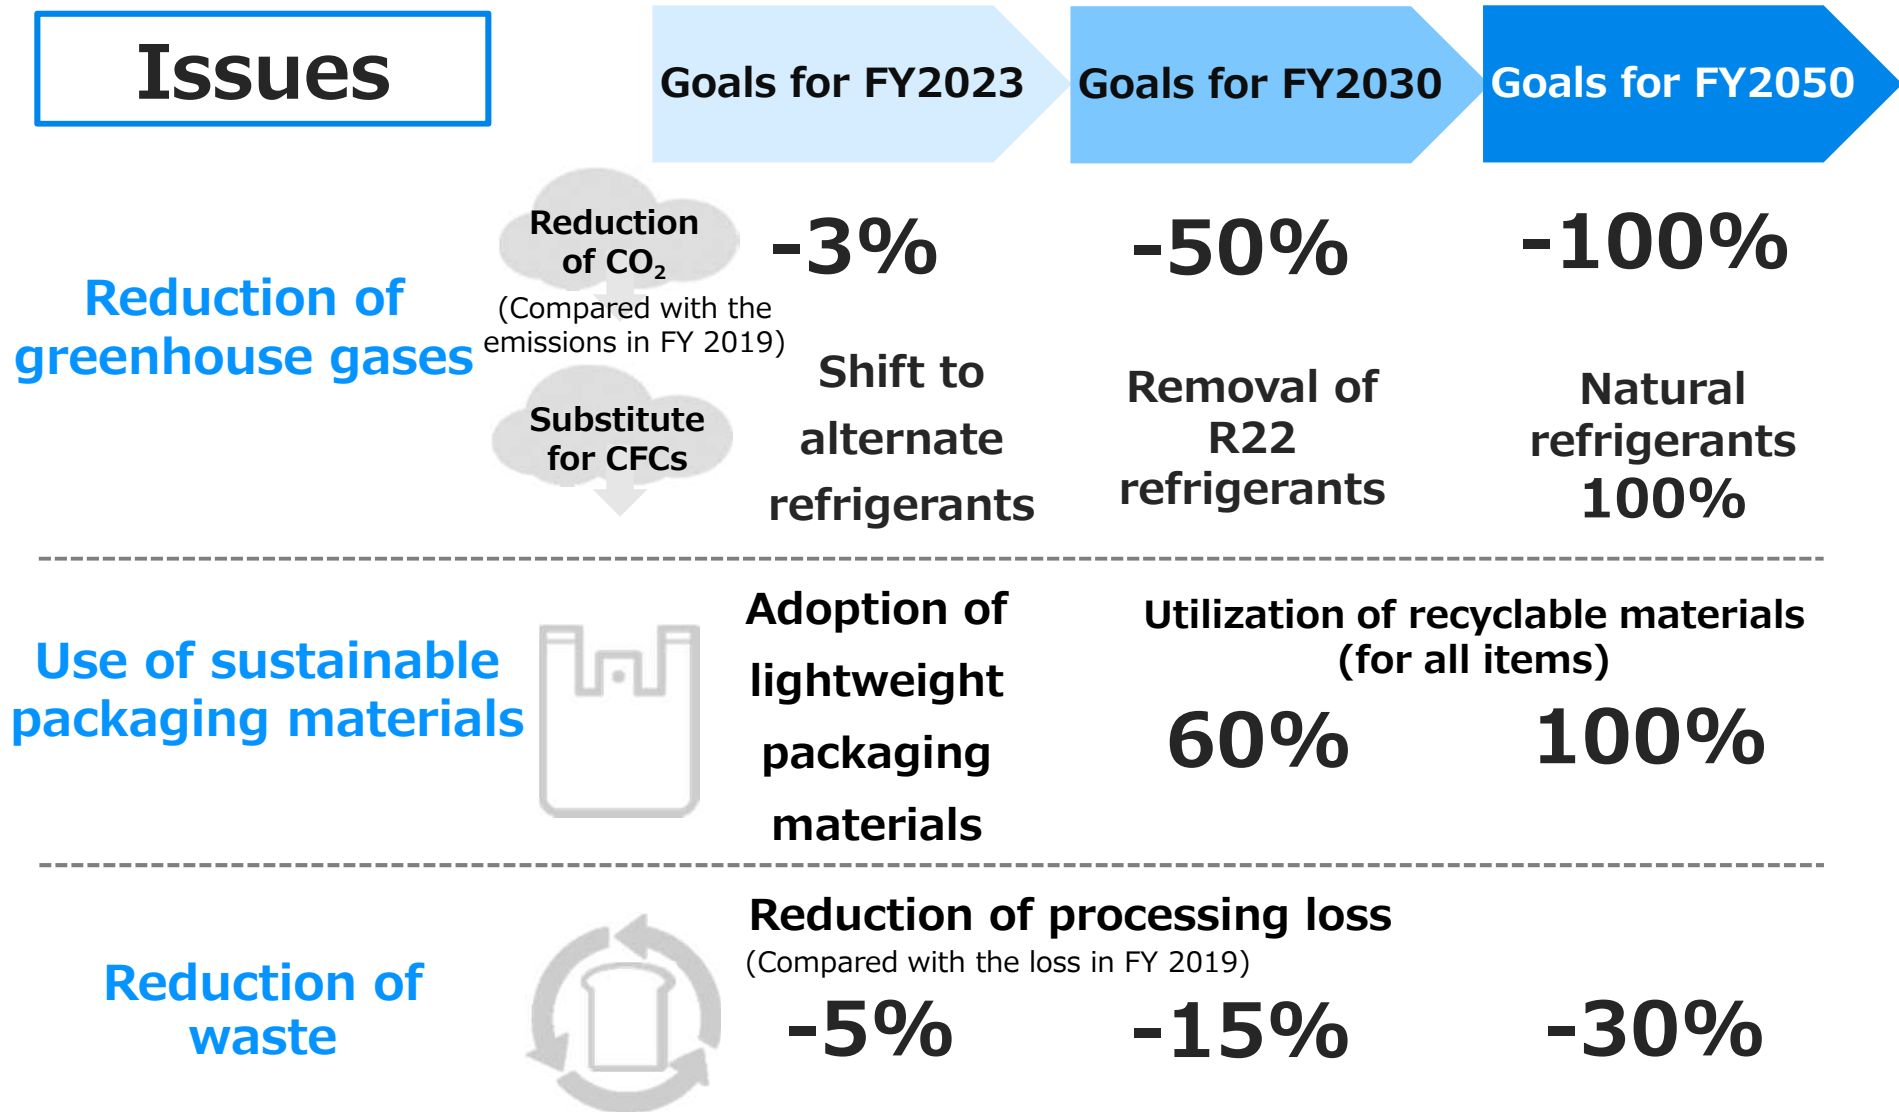 Issues
Goals for FY2023
Goals for FY2030
Goals for FY2050
Reduction of
greenhouse gases
Reduction
of CO₂
(Compared with the
emissions in FY 2019)
-3%
-50%
-100%
Substitute
for CFCs
Shift to
alternate
refrigerants
Removal of
R22
refrigerants
Natural
refrigerants
100%
Use of sustainable
packaging materials
Adoption of
lightweight
packaging
materials
Utilization of recyclable materials
(for all items)
60%
100%
Reduction of
waste
Reduction of processing loss
(Compared with the loss in FY 2019)
-5%
-15%
-30%